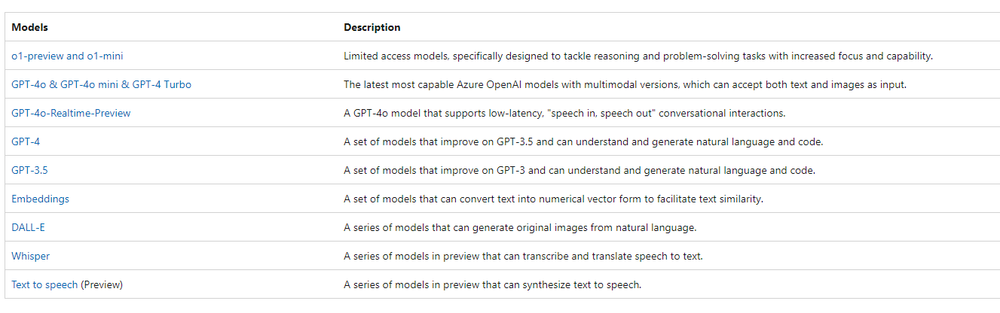 Models Description
o1-preview and o1-mini Limited access models, specifically designed to tackle reasoning and problem-solving tasks with increased focus and capability.
GPT-4o & GPT-4o mini & GPT-4 Turbo The latest most capable Azure OpenAI models with multimodal versions, which can accept both text and images as input.
GPT-4o-Realtime-Preview A GPT-4o model that supports low-latency, "speech in, speech out" conversational interactions.
GPT-4 A set of models that improve on GPT-3.5 and can understand and generate natural language and code.
GPT-3.5 A set of models that improve on GPT-3 and can understand and generate natural language and code.
Embeddings A set of models that can convert text into numerical vector form to facilitate text similarity.
DALL-E A series of models that can generate original images from natural language.
Whisper A series of models in preview that can transcribe and translate speech to text.
Text to speech (Preview) A series of models in preview that can synthesize text to speech.